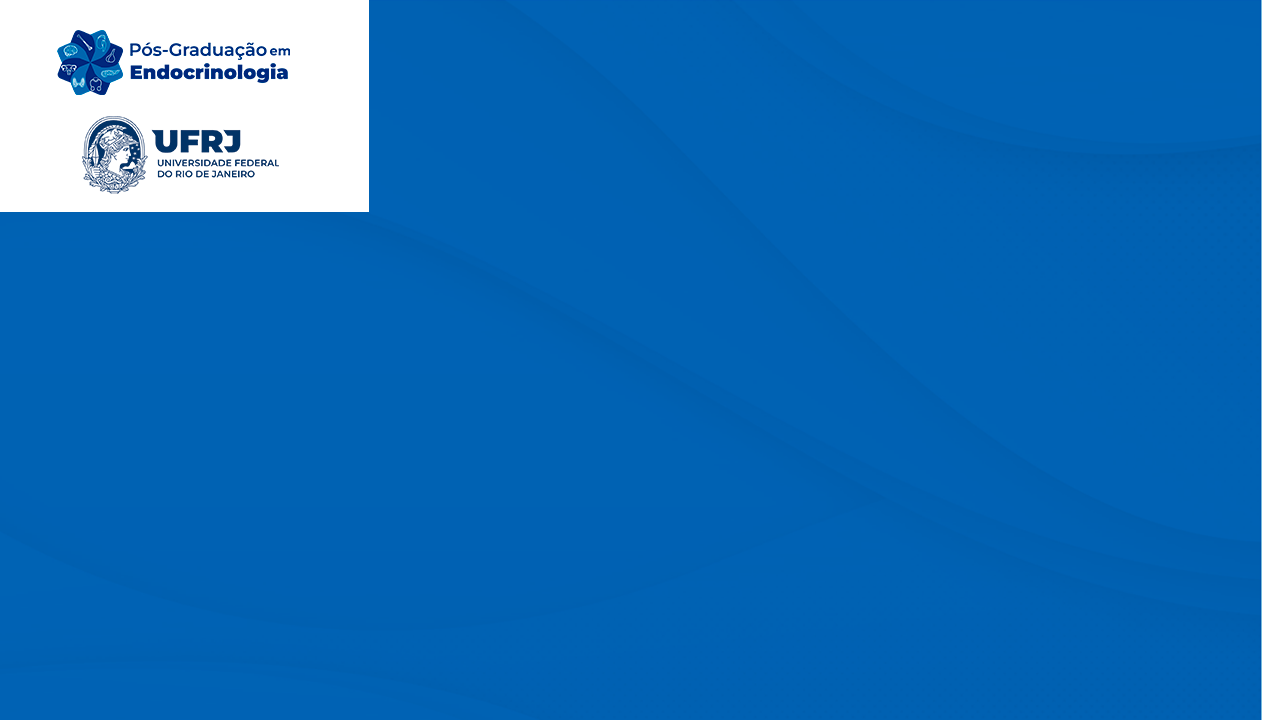 Pós-Graduação em
Endocrinologia
UFRJ
UNIVERSIDADE FEDERAL
DO RIO DE JANEIRO